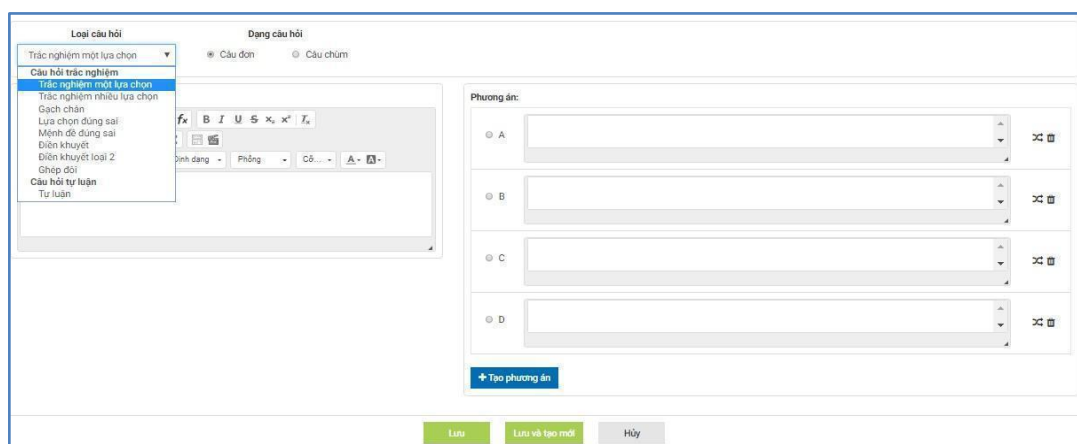 Loại câu hỏi
Dạng câu hỏi
Trắc nghiệm một lựa chọn
Câu đơn
Câu chùm
Câu hỏi trắc nghiệm
Trắc nghiệm một lựa chọn
Trắc nghiệm nhiều lựa chọn
Gạch chân
Lựa chọn đúng sai
Mệnh đề đúng sai
Điền khuyết
Điền khuyết loại 2
Ghép đôi
Câu hỏi tự luận
Tự luận
fx B I U S x₂ x² Tx
Định dạng Phông Cỡ... A A
Phương án:
A
B
C
D
+ Tạo phương án
Lưu Lưu và tạo mới Hủy